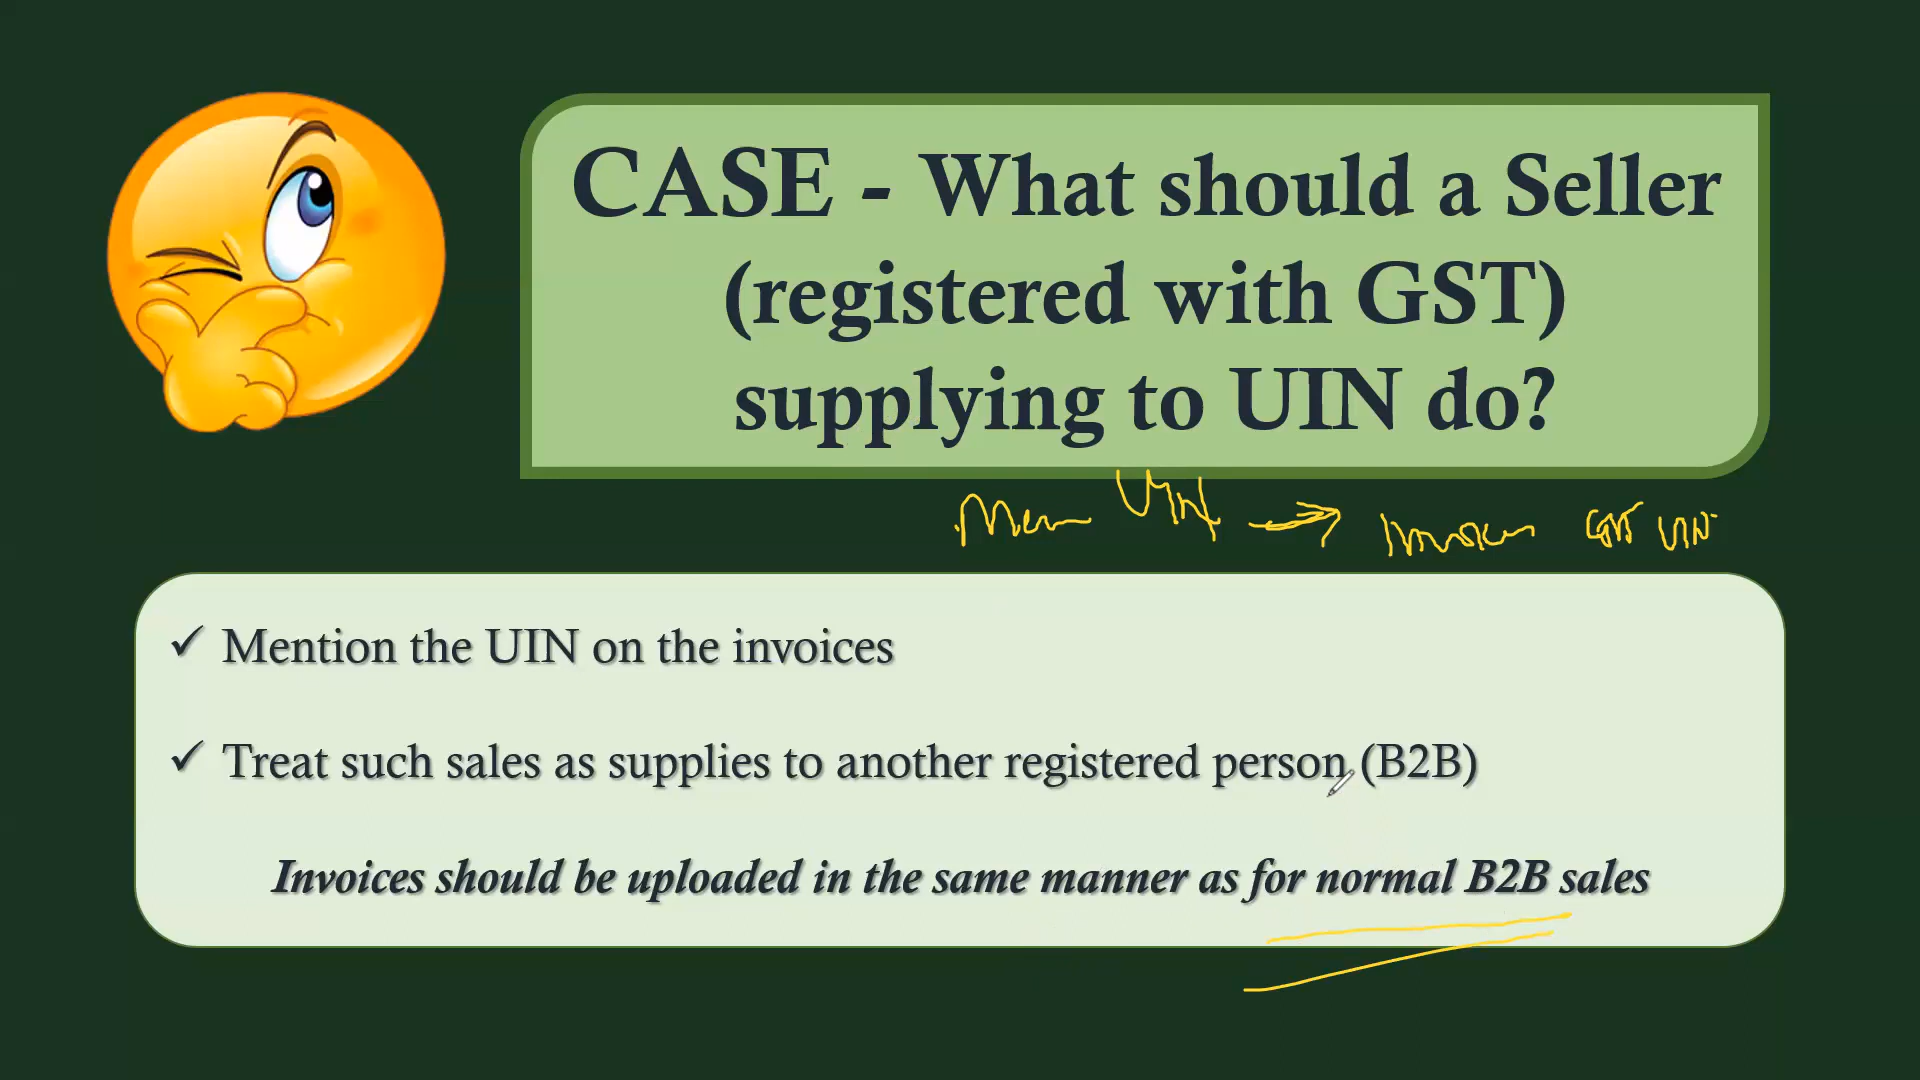 CASE - What should a Seller
(registered with GST)
supplying to UIN do?
UIN
✓ Mention the UIN on the invoices
✓ Treat such sales as supplies to another registered person (B2B)
Invoices should be uploaded in the same manner as for normal B2B sales